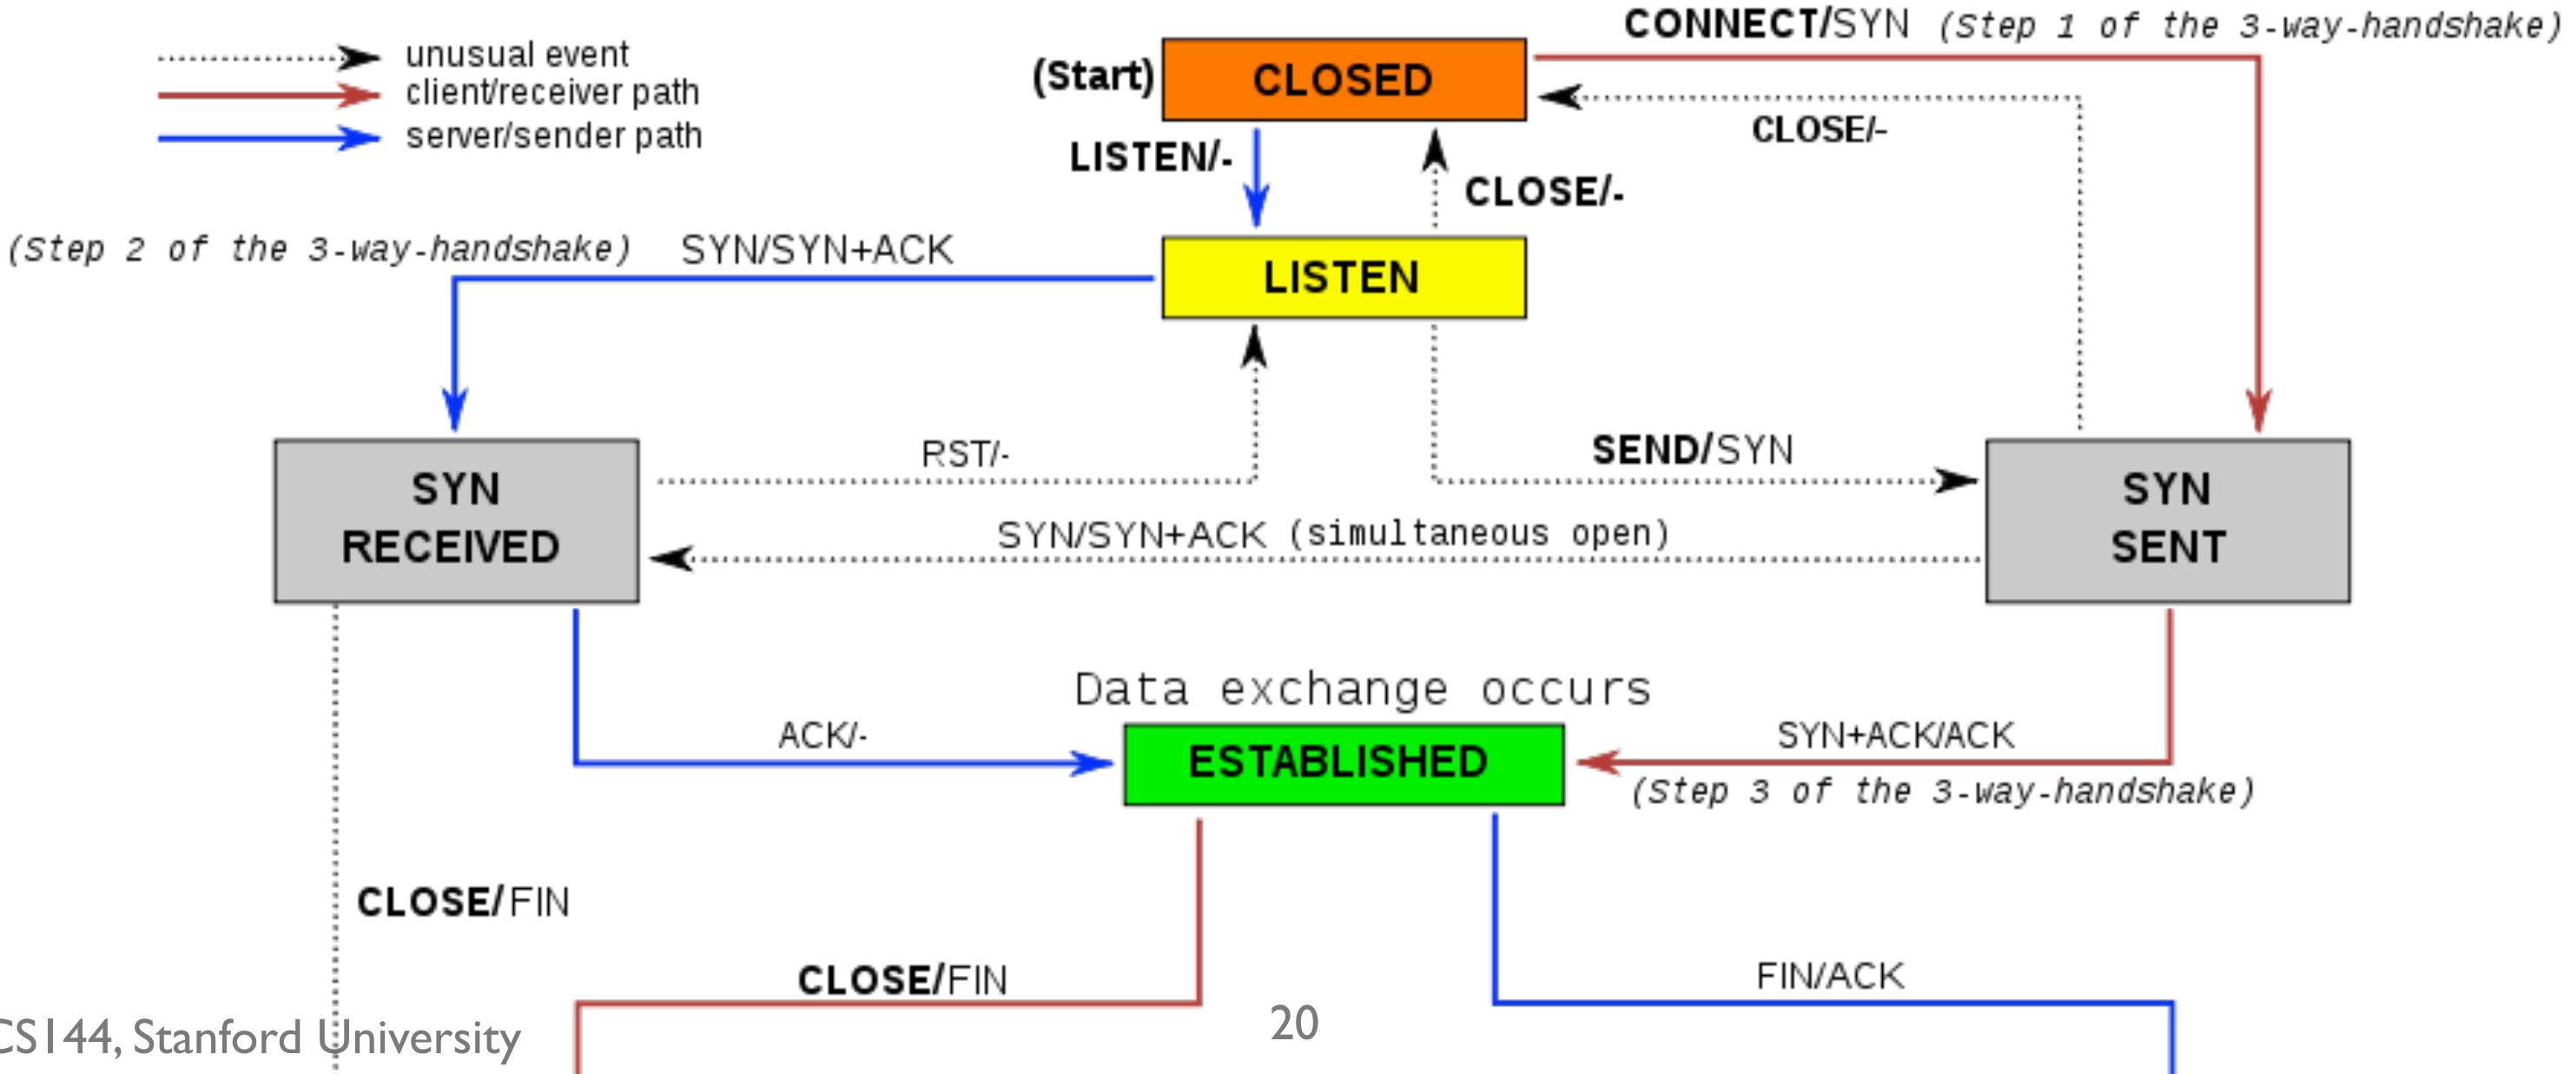 CONNECT/SYN (Step 1 of the 3-way-handshake)
unusual event
client/receiver path
server/sender path
(Start)
CLOSED
CLOSE/-
LISTEN/-
CLOSE/-
(Step 2 of the 3-way-handshake) SYN/SYN+ACK
LISTEN
RST/-
SEND/SYN
SYN
RECEIVED
SYN
SENT
SYN/SYN+ACK (simultaneous open)
Data exchange occurs
ACK/-
ESTABLISHED
SYN+ACK/ACK
(Step 3 of the 3-way-handshake)
CLOSE/FIN
CLOSE/FIN
FIN/ACK
CS144, Stanford University
20